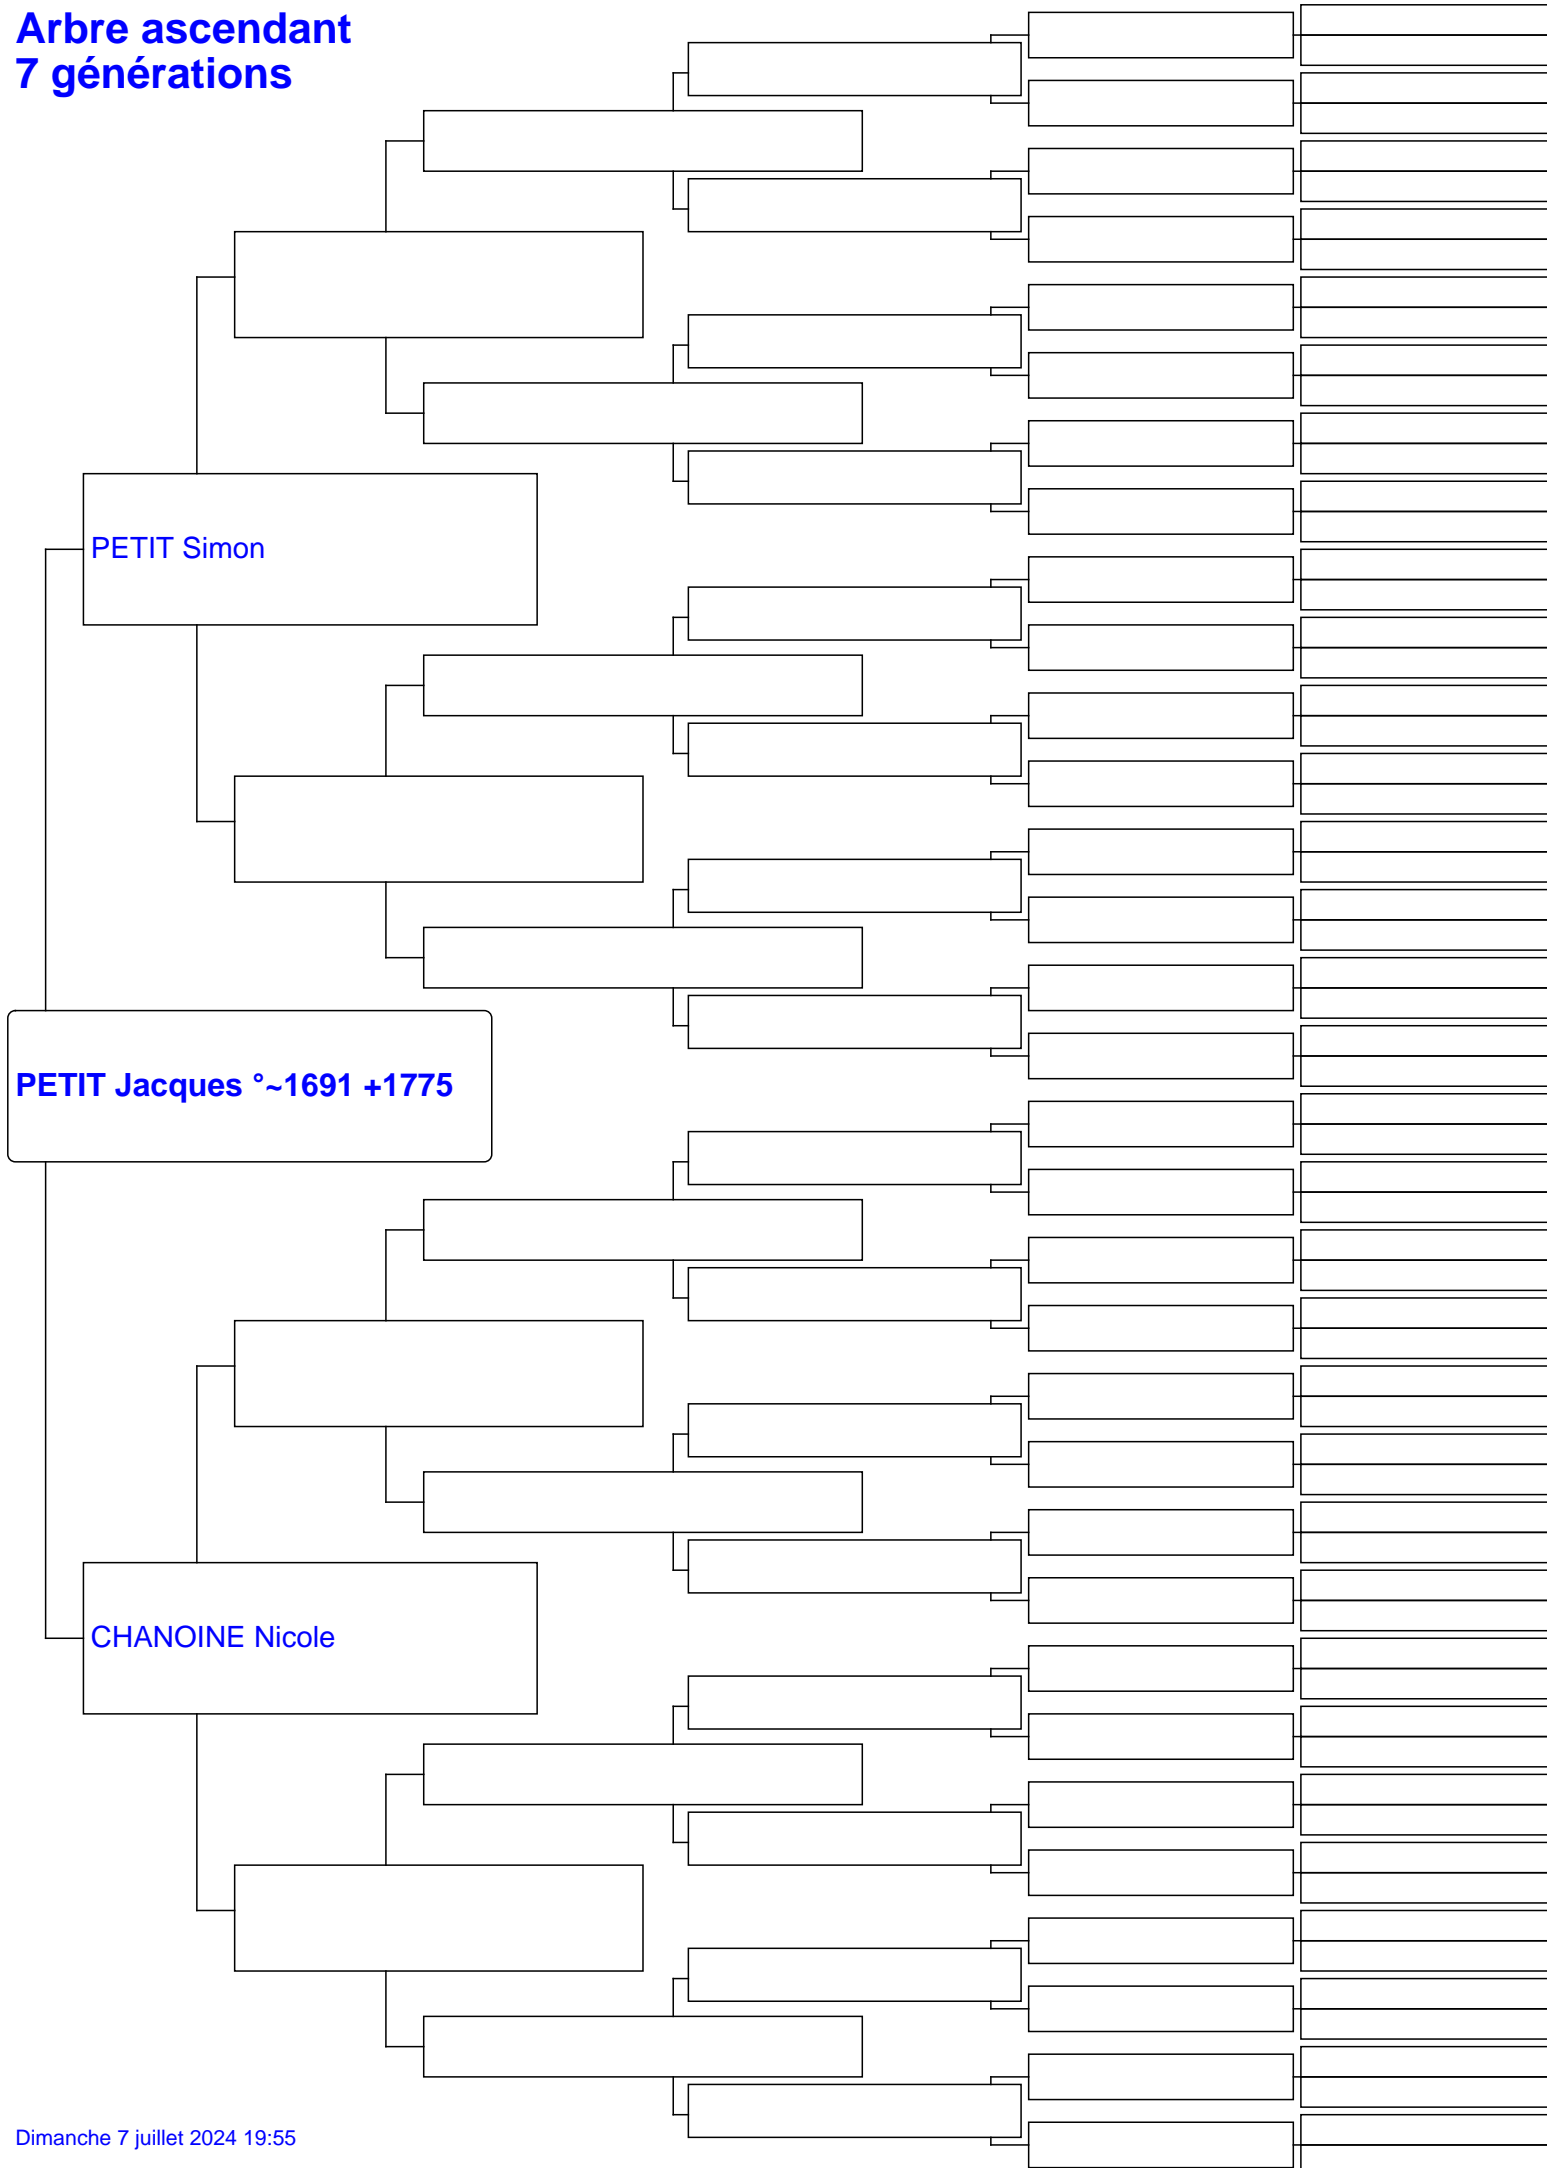 Arbre ascendant
7 générations
PETIT Simon
PETIT Jacques °~1691 +1775
CHANOINE Nicole
Dimanche 7 juillet 2024 19:55